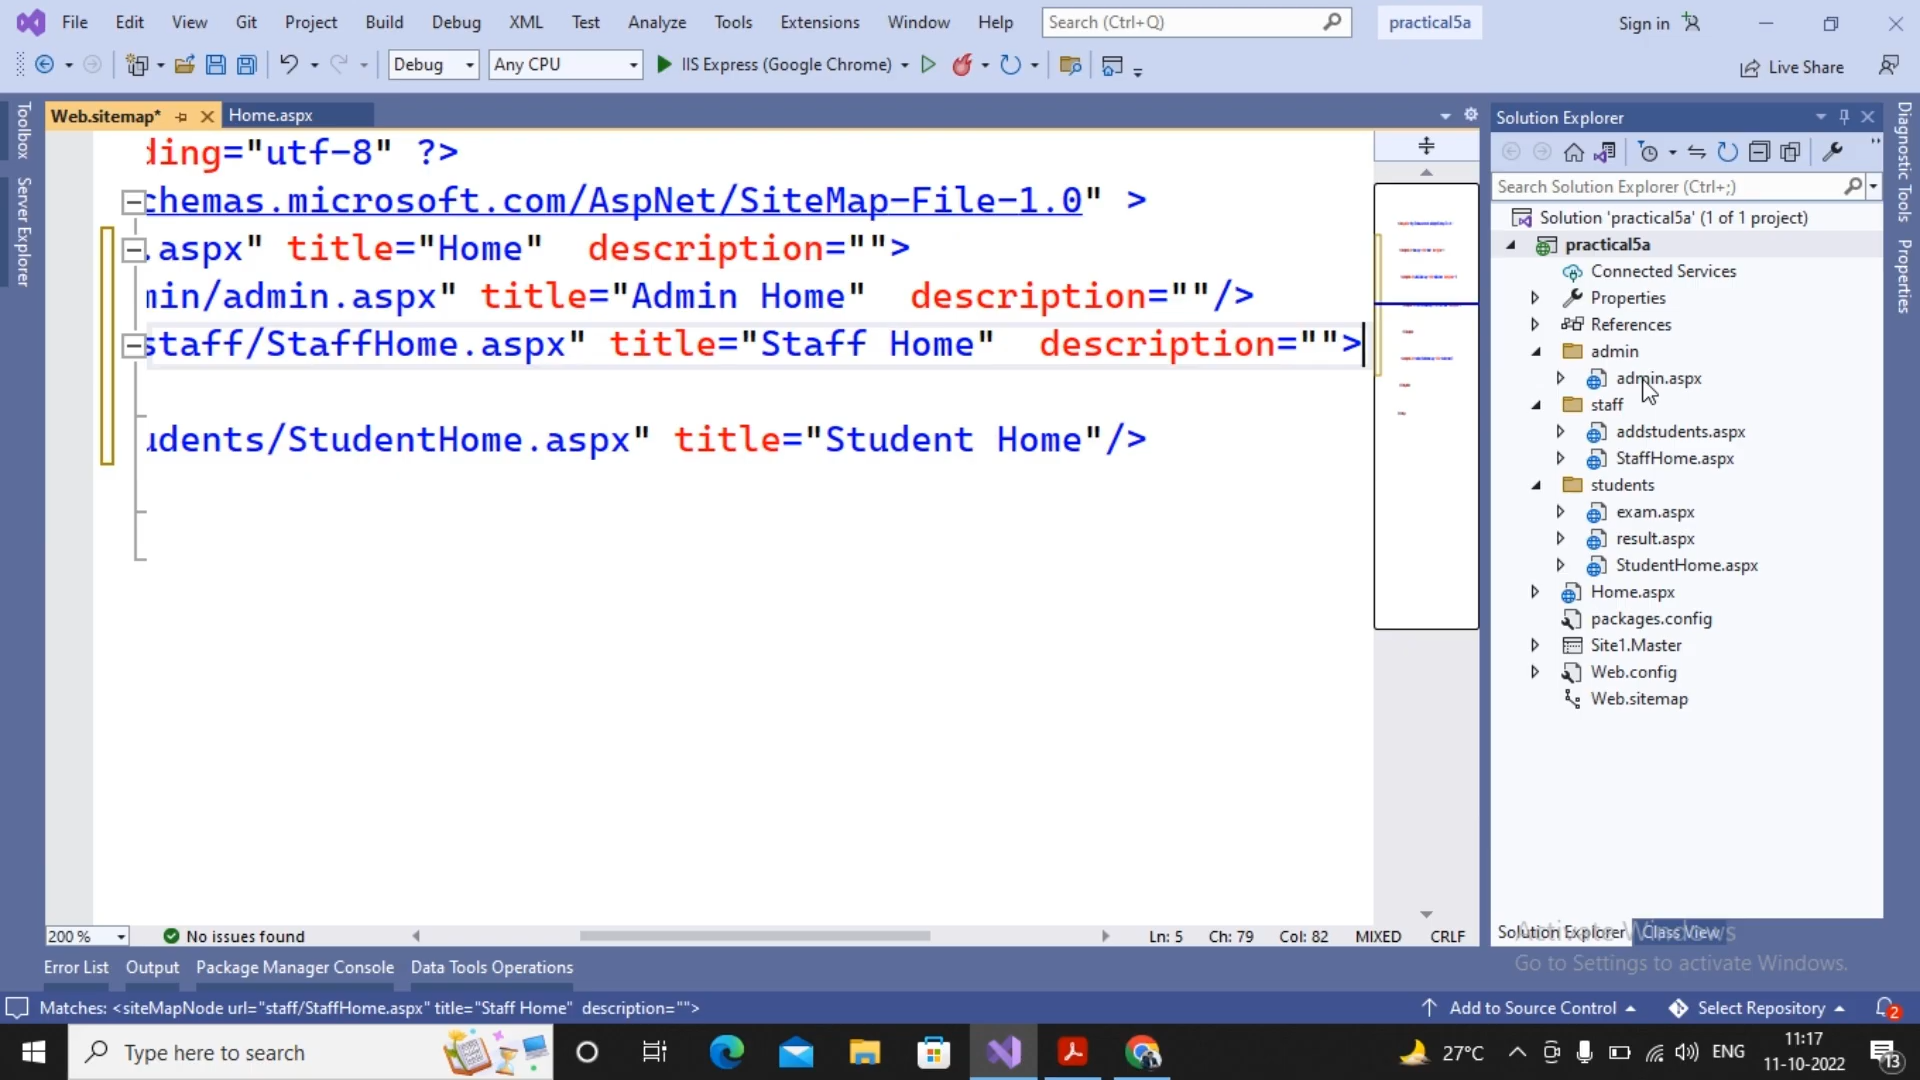 File Edit View Git Project Build Debug XML Test Analyze Tools Extensions Window Help Search (Ctrl+Q) practical5a Sign in
Debug Any CPU IIS Express (Google Chrome) Live Share
Toolbox
Server Explorer
Web.sitemap* Home.aspx
ding="utf-8" ?>
chemas.microsoft.com/AspNet/SiteMap-File-1.0" >
.aspx" title="Home" description="">
min/admin.aspx" title="Admin Home" description=""/>
staff/StaffHome.aspx" title="Staff Home" description="">
udents/StudentHome.aspx" title="Student Home"/>
200 % No issues found Ln: 5 Ch: 79 Col: 82 MIXED CRLF
Solution Explorer
Search Solution Explorer (Ctrl+;)
Solution 'practical5a' (1 of 1 project)
practical5a
Connected Services
Properties
References
admin
admin.aspx
staff
addstudents.aspx
StaffHome.aspx
students
exam.aspx
result.aspx
StudentHome.aspx
Home.aspx
packages.config
Site1.Master
Web.config
Web.sitemap
Solution Explorer Class View
Activate Windows
Go to Settings to activate Windows.
Diagnostic Tools
Properties
Error List Output Package Manager Console Data Tools Operations
Matches: <siteMapNode url="staff/StaffHome.aspx" title="Staff Home" description=""> Add to Source Control Select Repository 2
Type here to search 27°C ENG 11:17
11-10-2022 13